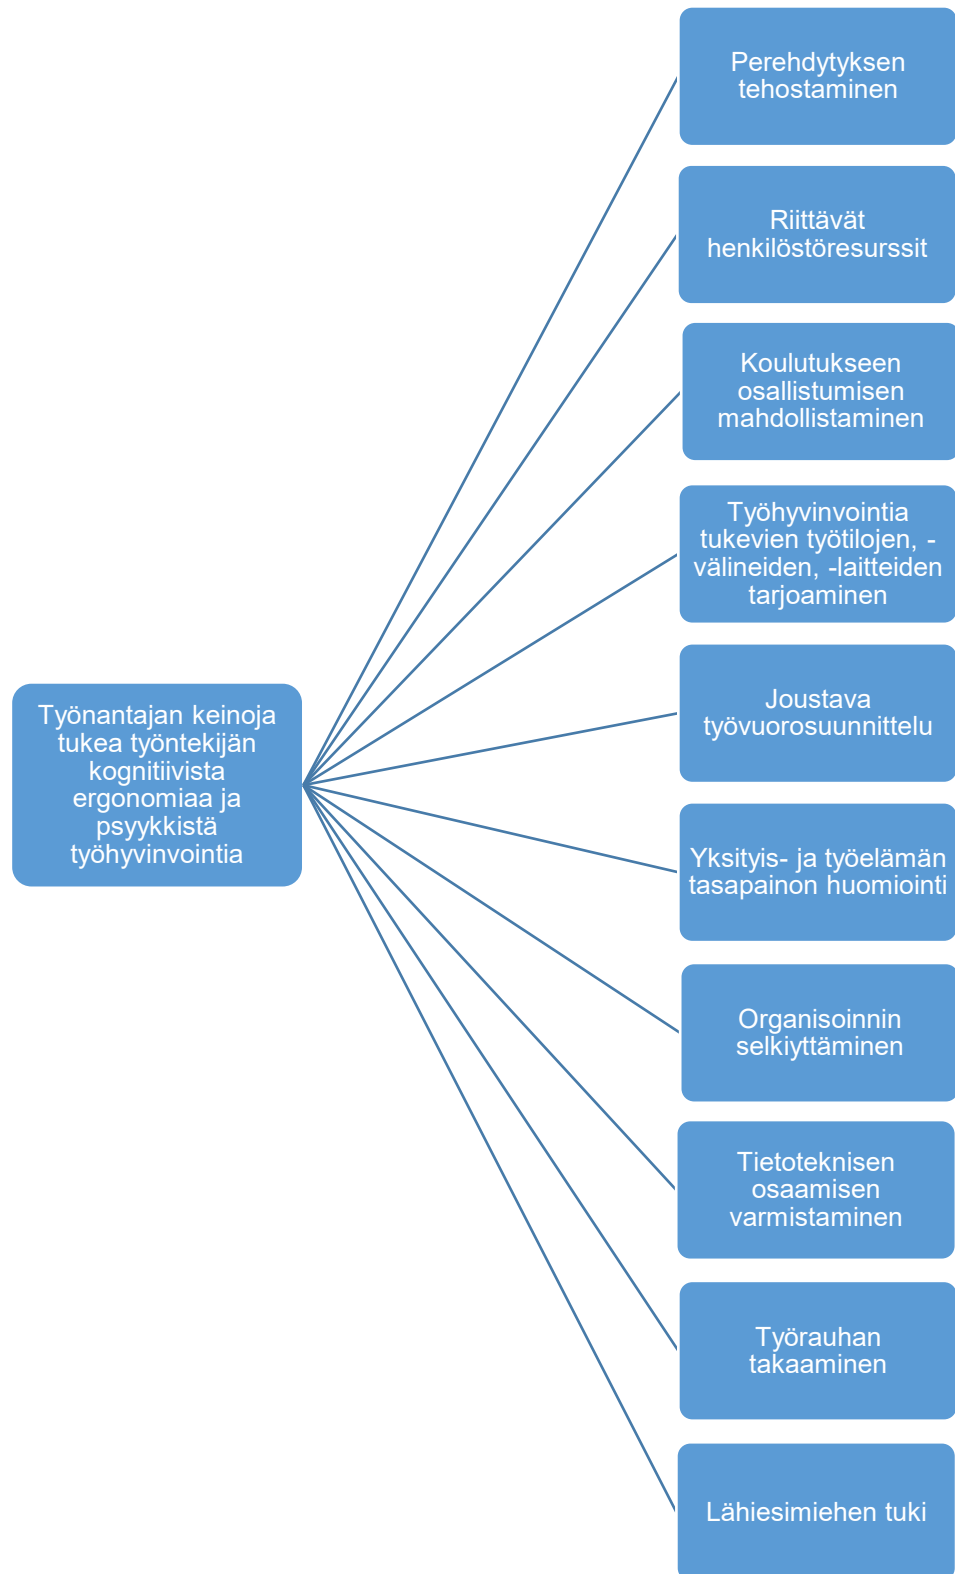 Perehdytyksen
tehostaminen
Riittävät
henkilöstöresurssit
Koulutukseen
osallistumisen
mahdollistaminen
Työhyvinvointia
tukevien työtilojen, -
välineiden, -laitteiden
tarjoaminen
Joustava
työvuorosuunnittelu
Työnantajan keinoja
tukea työntekijän
kognitiivista
ergonomiaa ja
psyykkistä
työhyvinvointia
Yksityis- ja työelämän
tasapainon huomiointi
Organisoinnin
selkiyttäminen
Tietoteknisen
osaamisen
varmistaminen
Työrauhan
takaaminen
Lähiesimiehen tuki